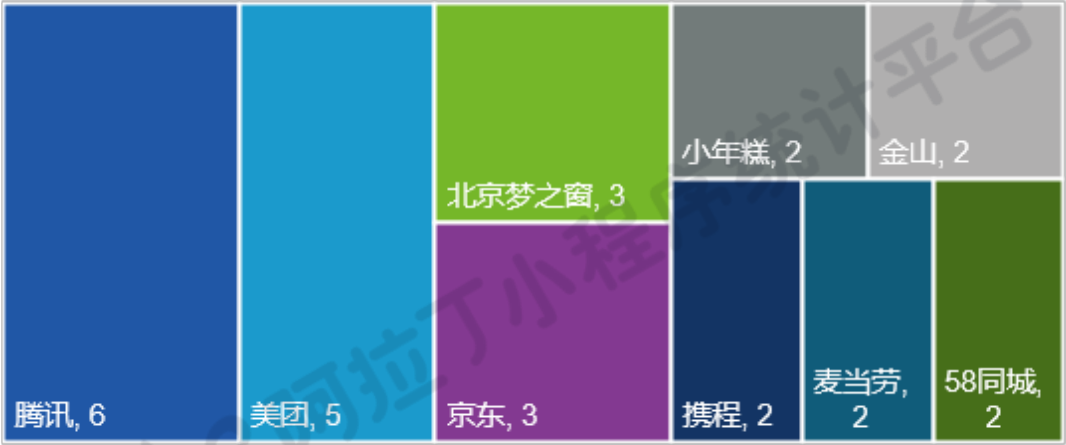 腾讯, 6
美团, 5
北京梦之窗, 3
京东, 3
小年糕, 2
金山, 2
携程, 2
麦当劳,
2
58同城,
2
阿拉丁小程序统计平台